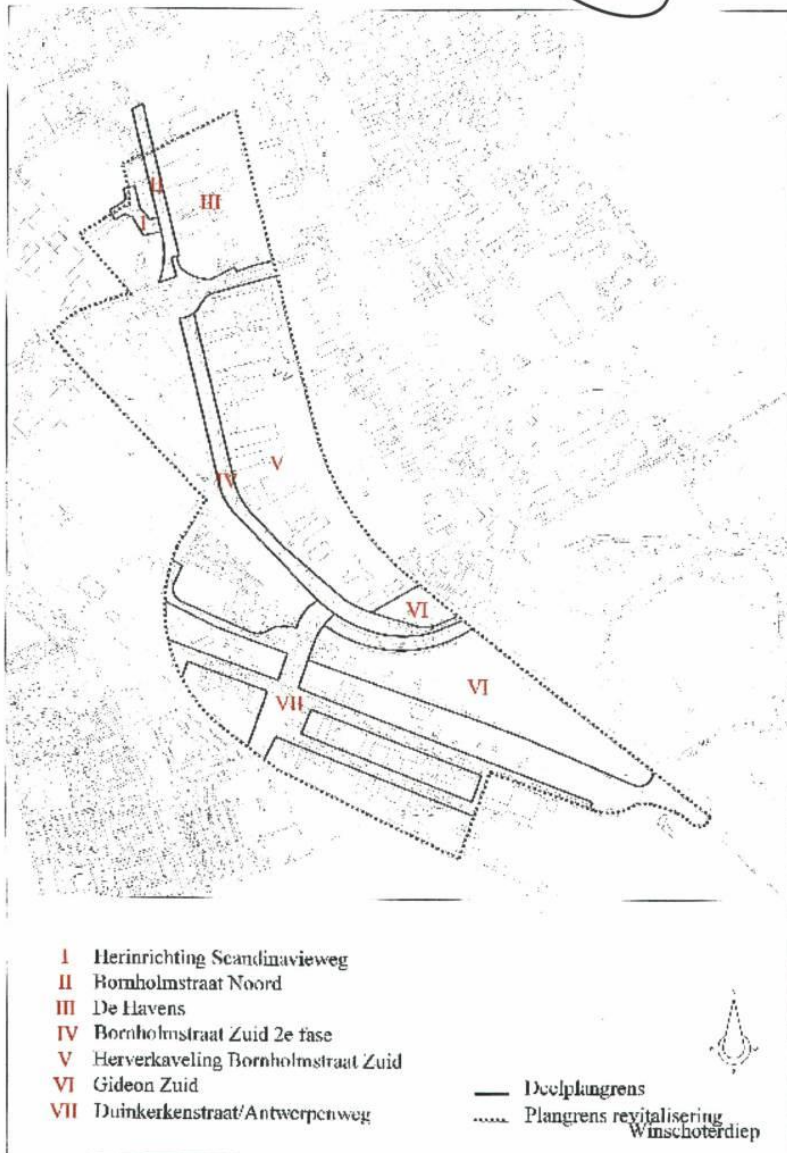 II
III
I
V
IV
VI
VI
VII
I Herinrichting Scandinavieweg
II Bornholmstraat Noord
III De Havens
IV Bornholmstraat Zuid 2e fase
V Herverkaveling Bornholmstraat Zuid
VI Gideon Zuid
VII Duinkerkenstraat/Antwerpenweg
Deelplangrens
Plangrens revitalisering
Winschoterdiep